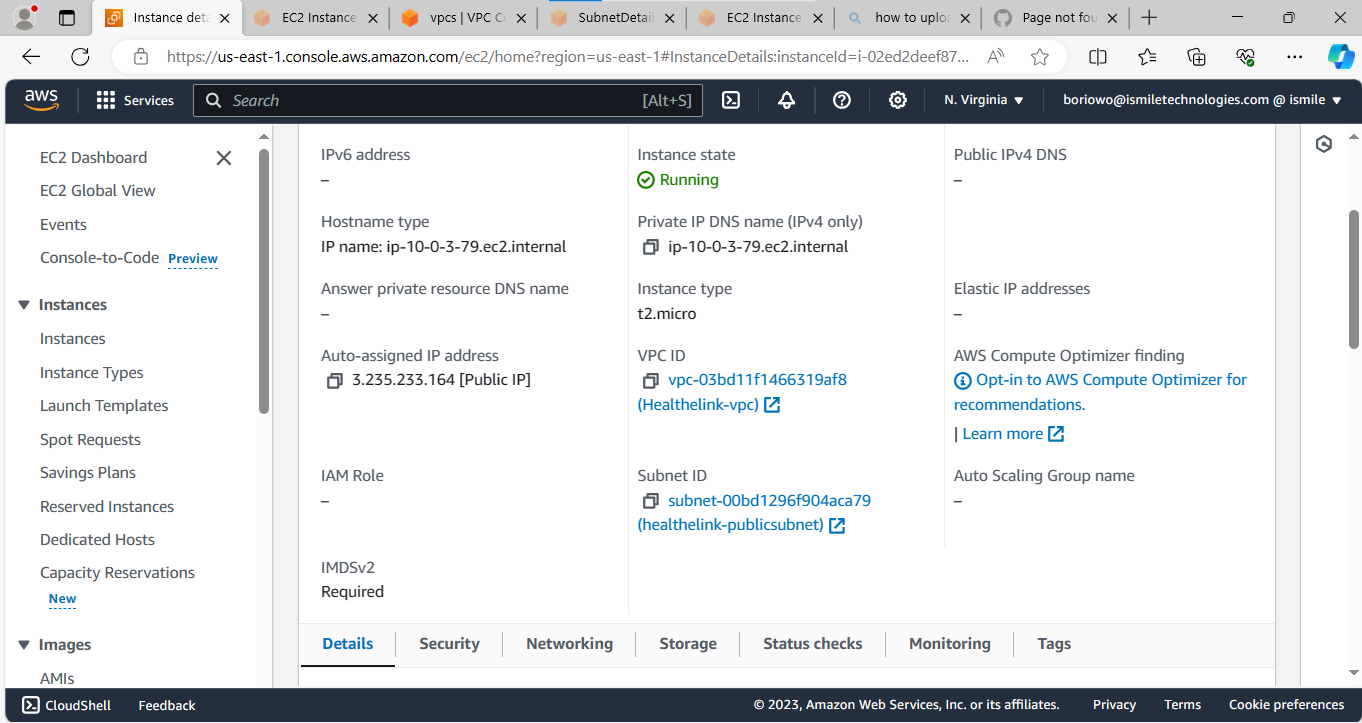 Instance deta
EC2 Instance
vpcs | VPC Co
SubnetDetail
EC2 Instance
how to uploa
Page not fou
https://us-east-1.console.aws.amazon.com/ec2/home?region=us-east-1#InstanceDetails:instanceId=i-02ed2deef87...
aws
Services
Search
[Alt+S]
N. Virginia
boriowo@ismiletechnologies.com @ ismile
EC2 Dashboard
EC2 Global View
Events
Console-to-Code Preview
Instances
Instances
Instance Types
Launch Templates
Spot Requests
Savings Plans
Reserved Instances
Dedicated Hosts
Capacity Reservations
New
Images
AMIs
IPv6 address
–
Instance state
Running
Public IPv4 DNS
–
Hostname type
IP name: ip-10-0-3-79.ec2.internal
Private IP DNS name (IPv4 only)
ip-10-0-3-79.ec2.internal
Answer private resource DNS name
–
Instance type
t2.micro
Elastic IP addresses
–
Auto-assigned IP address
3.235.233.164 [Public IP]
VPC ID
vpc-03bd11f1466319af8
(Healthelink-vpc)
AWS Compute Optimizer finding
Opt-in to AWS Compute Optimizer for
recommendations.
| Learn more
IAM Role
–
Subnet ID
subnet-00bd1296f904aca79
(healthelink-publicsubnet)
Auto Scaling Group name
–
IMDSv2
Required
Details
Security
Networking
Storage
Status checks
Monitoring
Tags
CloudShell
Feedback
© 2023, Amazon Web Services, Inc. or its affiliates.
Privacy
Terms
Cookie preferences